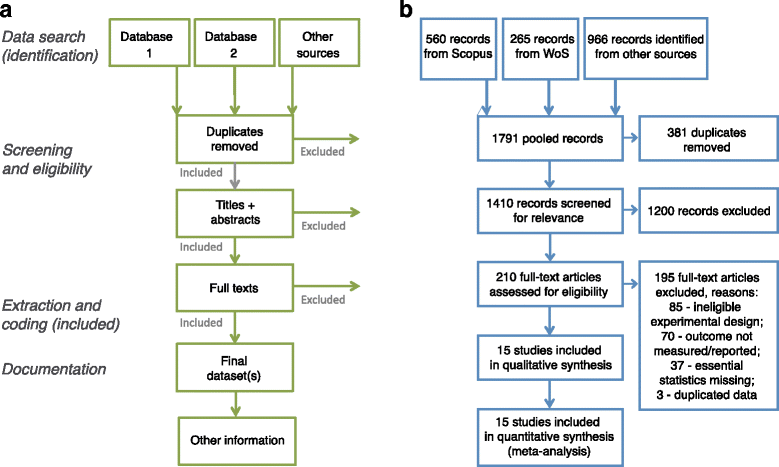 a
Data search
(identification)
Database
1
Database
2
Other
sources
Screening
and eligibility
Duplicates
removed
Excluded
Included
Titles +
abstracts
Excluded
Included
Full texts
Excluded
Included
Extraction and
coding (included)
Documentation
Final
dataset(s)
Other information
b
560 records
from Scopus
265 records
from WoS
966 records identified
from other sources
1791 pooled records
381 duplicates
removed
1410 records screened
for relevance
1200 records excluded
210 full-text articles
assessed for eligibility
195 full-text articles
excluded, reasons:
85 - ineligible
experimental design;
70 - outcome not
measured/reported;
37 - essential
statistics missing;
3 - duplicated data
15 studies included
in qualitative synthesis
15 studies included
in quantitative synthesis
(meta-analysis)